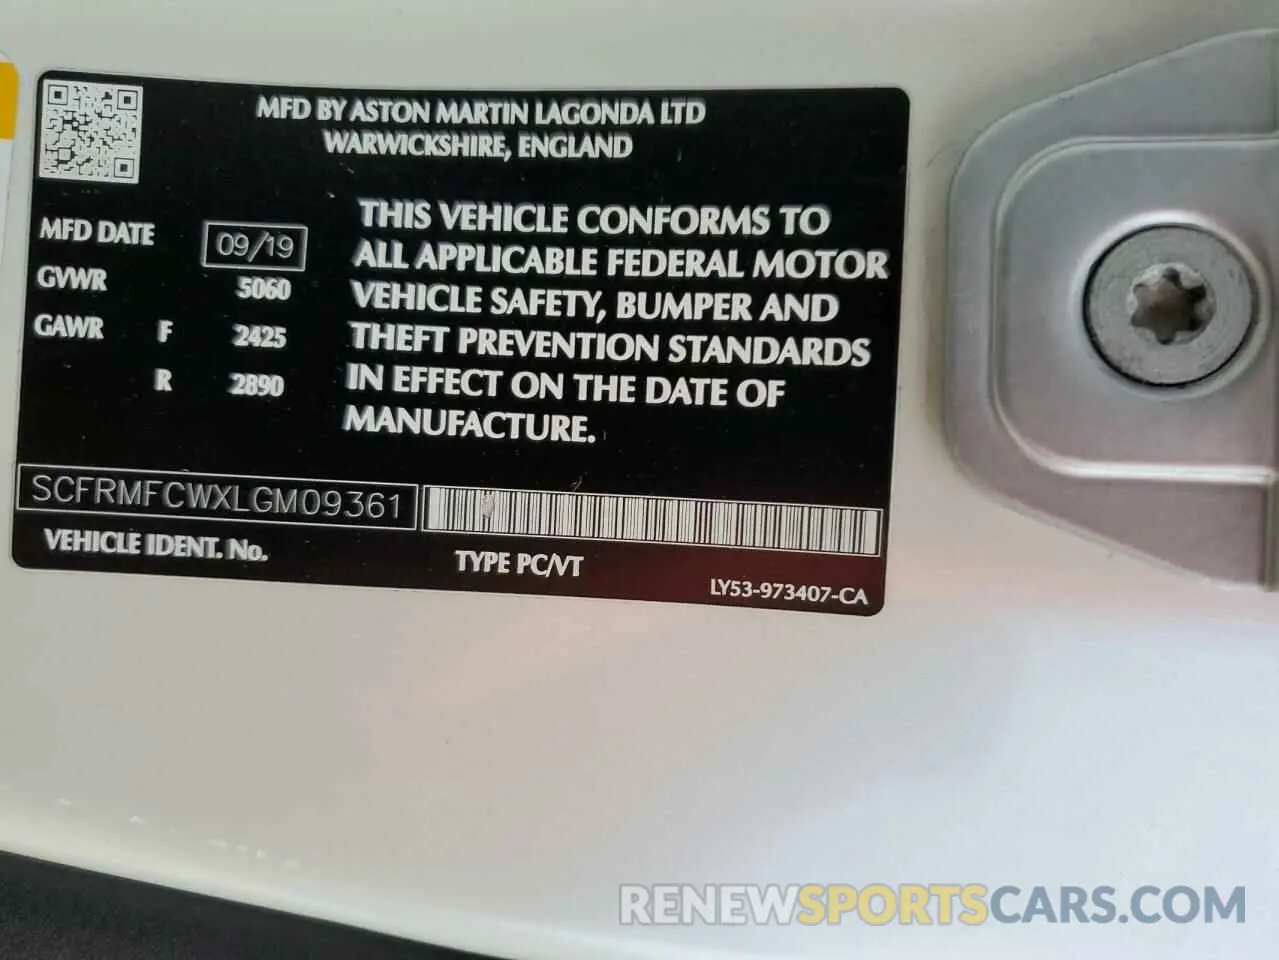 MFD BY ASTON MARTIN LAGONDA LTD
WARWICKSHIRE, ENGLAND
MFD DATE 09/19
GVWR 5060
GAWR F 2425
R 2890
THIS VEHICLE CONFORMS TO
ALL APPLICABLE FEDERAL MOTOR
VEHICLE SAFETY, BUMPER AND
THEFT PREVENTION STANDARDS
IN EFFECT ON THE DATE OF
MANUFACTURE.
SCFRMFCWXLGM09361
VEHICLE IDENT. No.
TYPE PC/VT
LY53-973407-CA
RENEWSPORTSCARS.COM